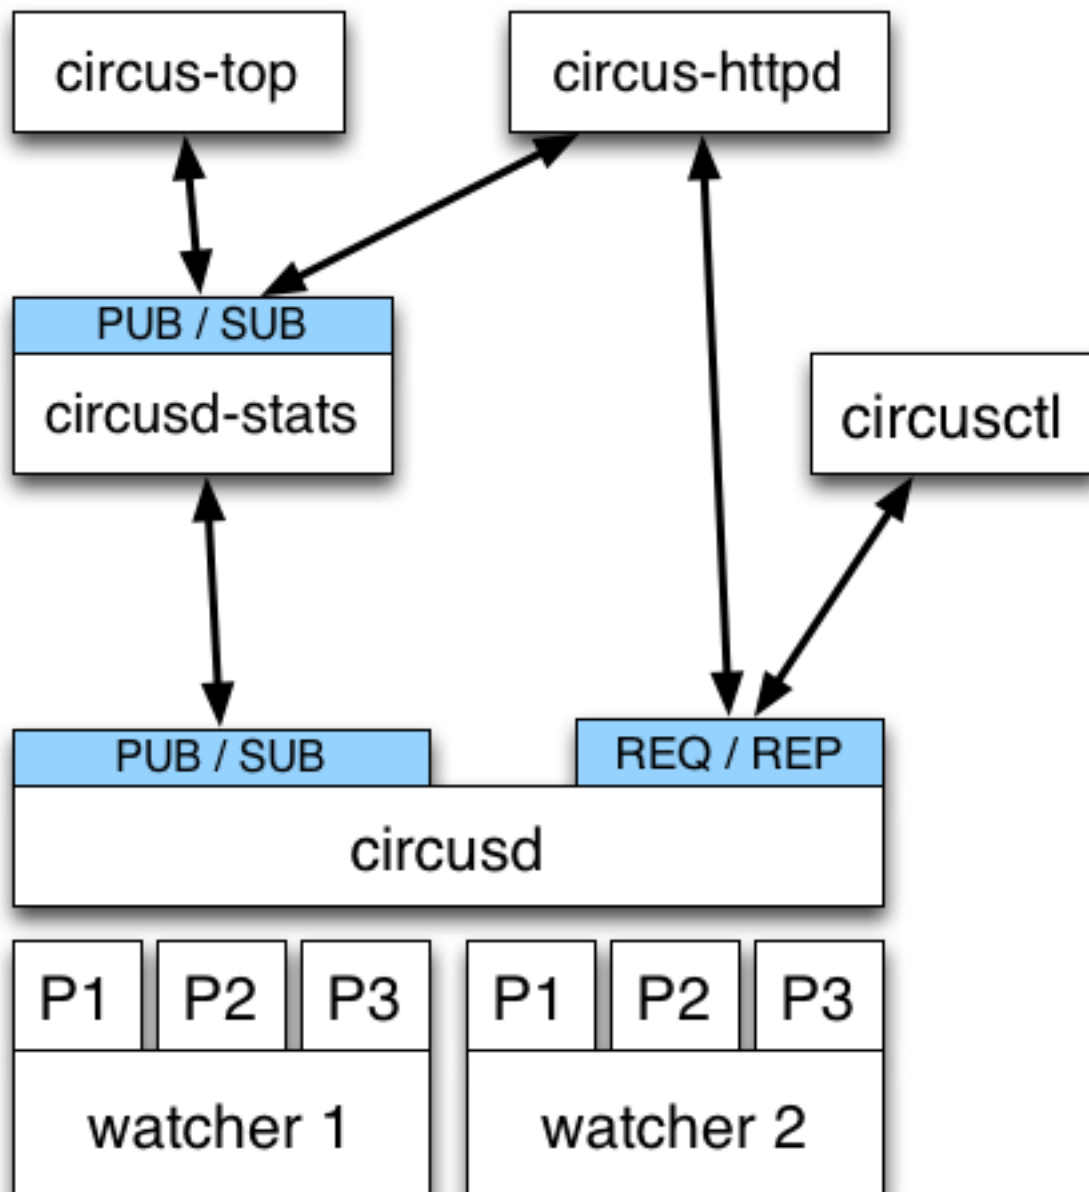 circus-top
circus-httpd
PUB / SUB
circusd-stats
circusctl
PUB / SUB
REQ / REP
circusd
P1
P2
P3
P1
P2
P3
watcher 1
watcher 2